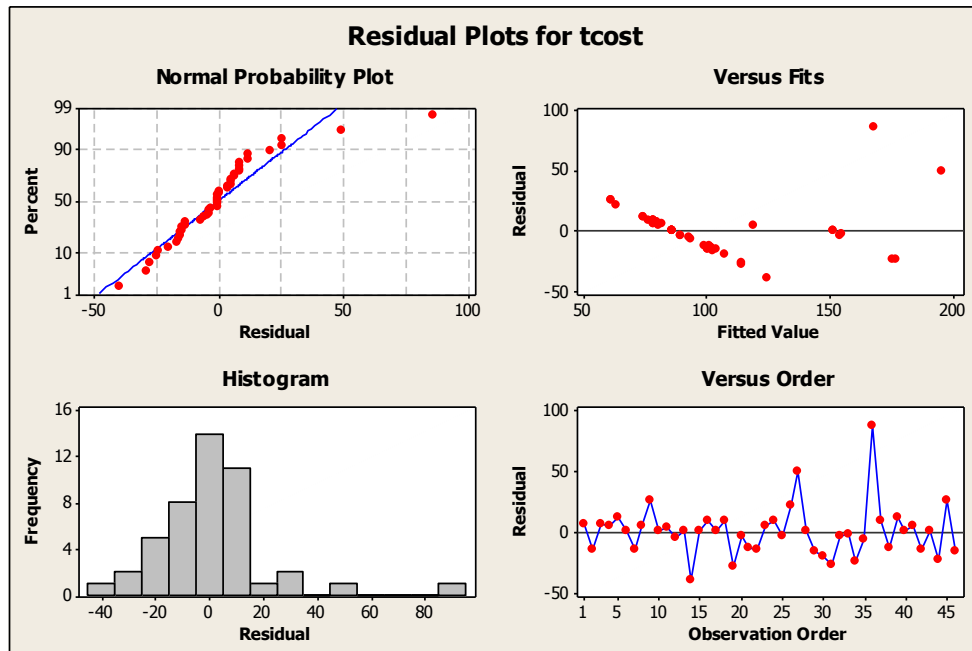 Residual Plots for tcost
Normal Probability Plot
99
90
50
10
1
Percent
-50 0 50 100
Residual
Versus Fits
100
50
0
-50
Residual
50 100 150 200
Fitted Value
Histogram
16
12
8
4
0
Frequency
-40 -20 0 20 40 60 80
Residual
Versus Order
100
50
0
-50
Residual
1 5 10 15 20 25 30 35 40 45
Observation Order